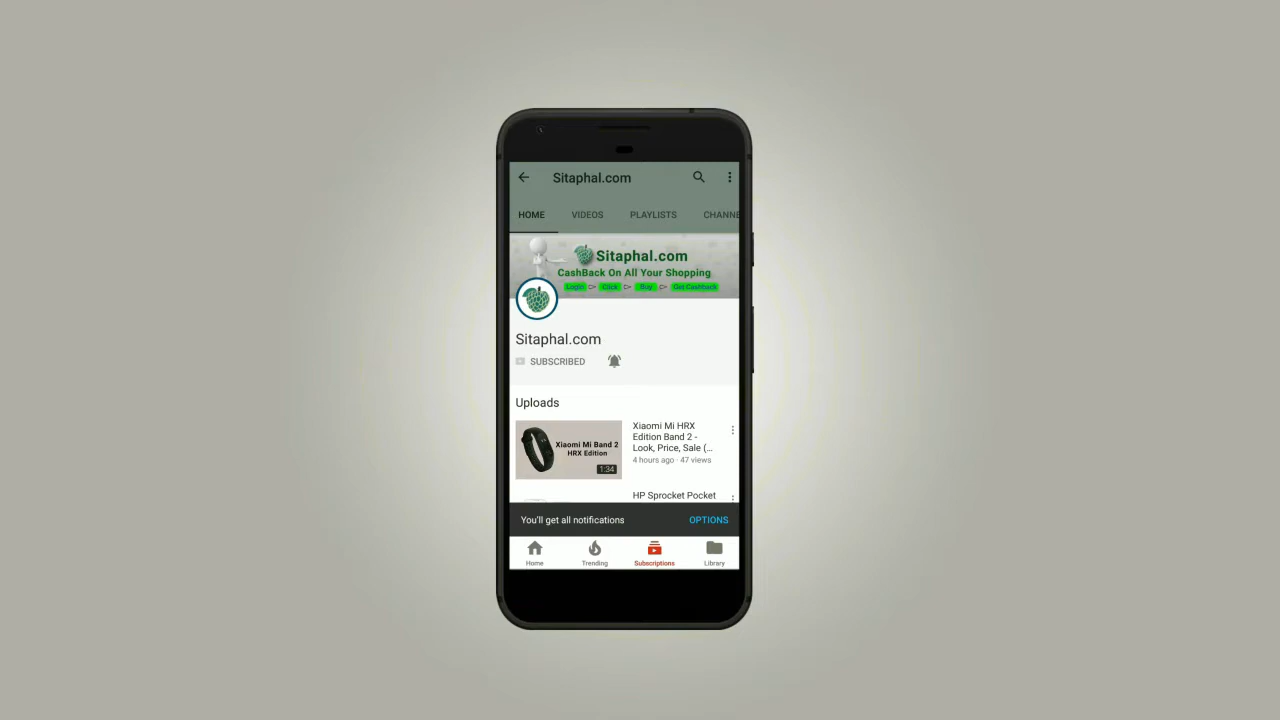 Sitaphal.com
HOME VIDEOS PLAYLISTS CHANNE
Sitaphal.com
CashBack On All Your Shopping
Login Click Buy Get Cashback
Sitaphal.com
SUBSCRIBED
Uploads
Xiaomi Mi Band 2
HRX Edition
1:34
Xiaomi Mi HRX
Edition Band 2 -
Look, Price, Sale (...
4 hours ago · 47 views
HP Sprocket Pocket
You'll get all notifications OPTIONS
Home Trending Subscriptions Library